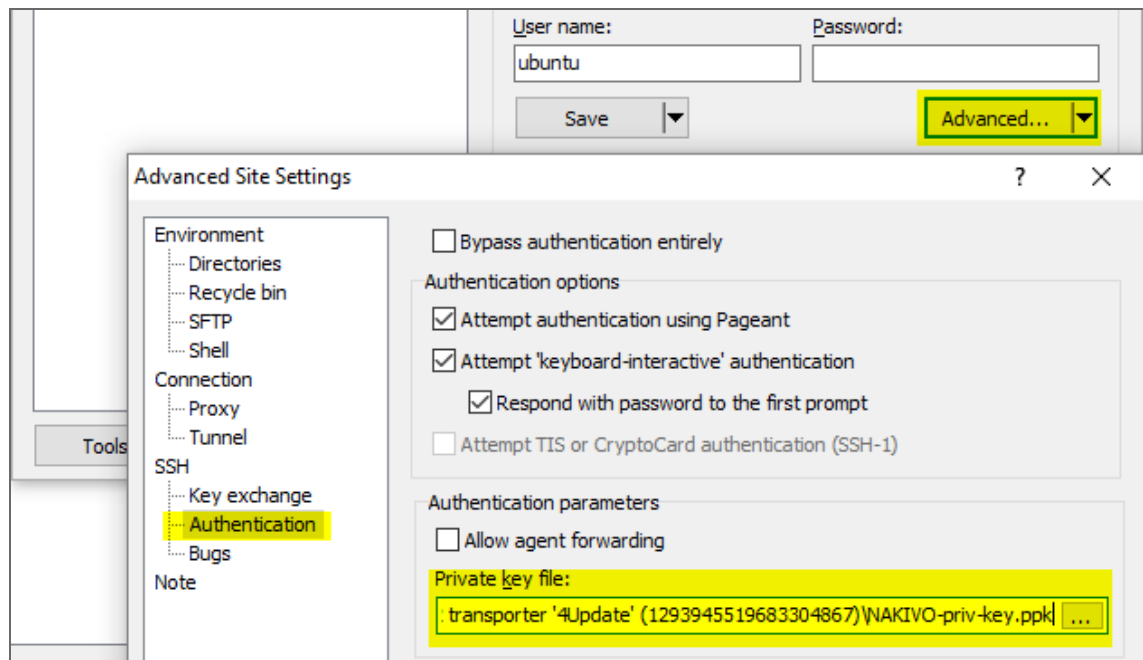 User name:
Password:
ubuntu
Save
Advanced...
Advanced Site Settings
?
Environment
Directories
Recycle bin
SFTP
Shell
Connection
Proxy
Tunnel
SSH
Key exchange
Authentication
Bugs
Note
Tools
Bypass authentication entirely
Authentication options
Attempt authentication using Pageant
Attempt 'keyboard-interactive' authentication
Respond with password to the first prompt
Attempt TIS or CryptoCard authentication (SSH-1)
Authentication parameters
Allow agent forwarding
Private key file:
: transporter '4Update' (1293945519683304867)\NAKIVO-priv-key.ppk
...